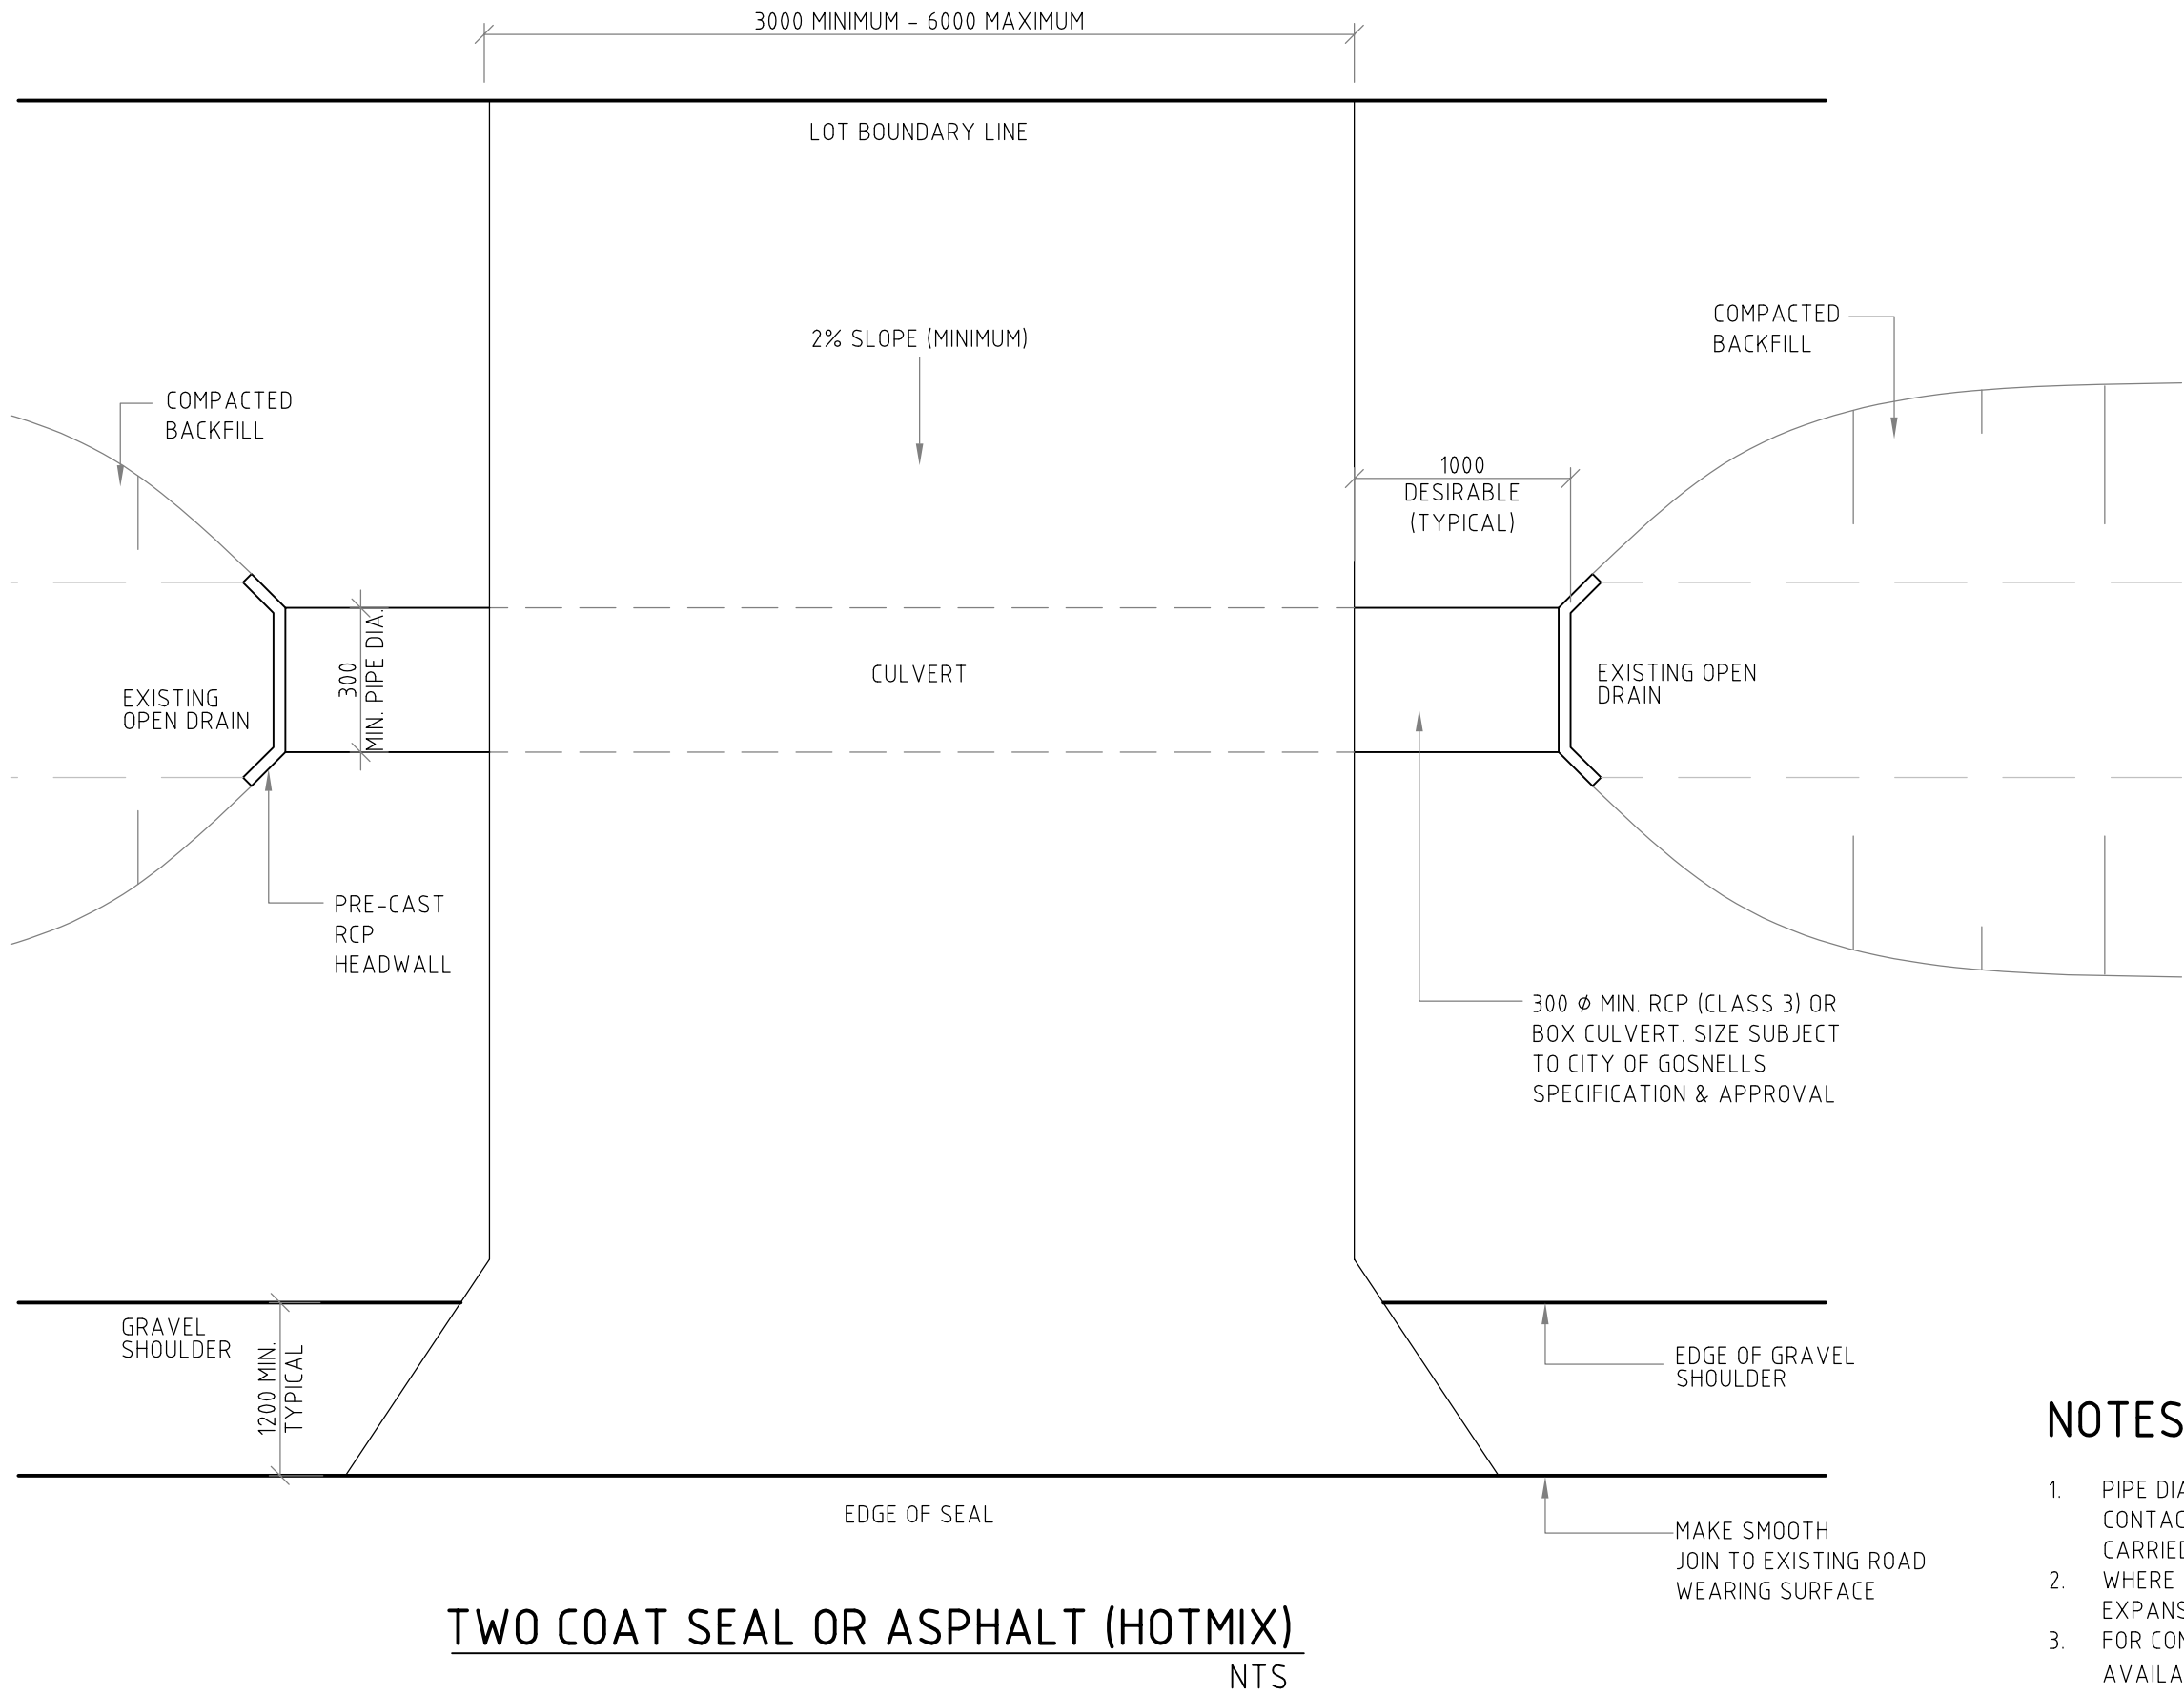 3000 MINIMUM - 6000 MAXIMUM
LOT BOUNDARY LINE
2% SLOPE (MINIMUM)
COMPACTED
BACKFILL
COMPACTED
BACKFILL
1000
DESIRABLE
(TYPICAL)
300
MIN. PIPE DIA.
CULVERT
EXISTING
OPEN DRAIN
EXISTING OPEN
DRAIN
PRE-CAST
RCP
HEADWALL
300 Ø MIN. RCP (CLASS 3) OR
BOX CULVERT. SIZE SUBJECT
TO CITY OF GOSNELLS
SPECIFICATION & APPROVAL
GRAVEL
SHOULDER
1200 MIN.
TYPICAL
EDGE OF GRAVEL
SHOULDER
EDGE OF SEAL
MAKE SMOOTH
JOIN TO EXISTING ROAD
WEARING SURFACE
TWO COAT SEAL OR ASPHALT (HOTMIX)
NTS
NOTES
1. PIPE
2. WHERE
3. FOR